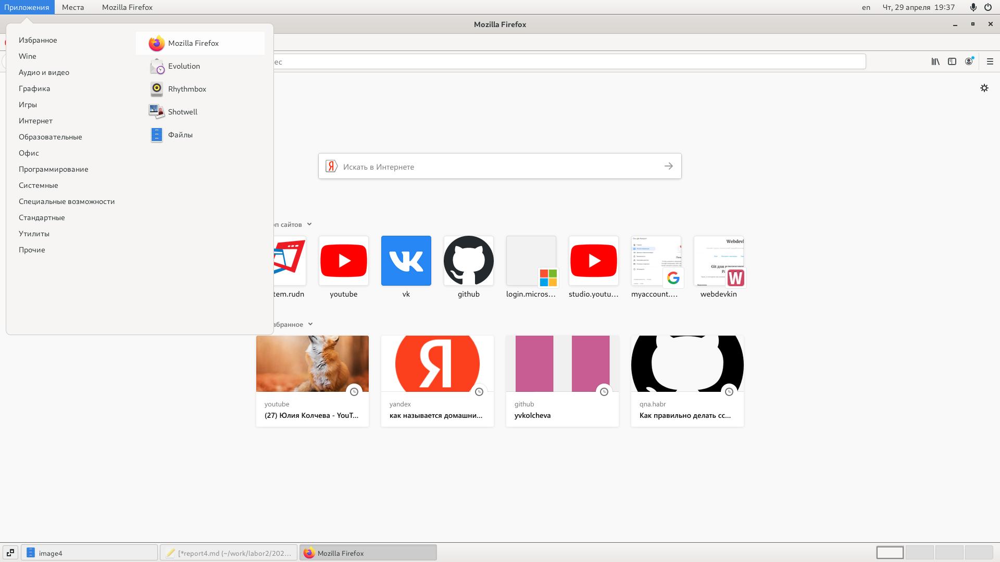 Приложения Места Mozilla Firefox en Чт, 29 апреля 19:37
Mozilla Firefox
Избранное
Wine
Аудио и видео
Графика
Игры
Интернет
Образовательные
Офис
Программирование
Системные
Специальные возможности
Стандартные
Утилиты
Прочие
Mozilla Firefox
Evolution
Rhythmbox
Shotwell
Файлы
ес
Я Искать в Интернете
оп сайтов
tem.rudn youtube vk github login.micros... studio.youtu... myaccount.... webdevkin
збранное
youtube
(27) Юлия Колчева - YouT...
yandex
как называется домашни...
github
yvkolcheva
qna.habr
Как правильно делать сс...
image4 [*report4.md (~/work/labor2/202... Mozilla Firefox